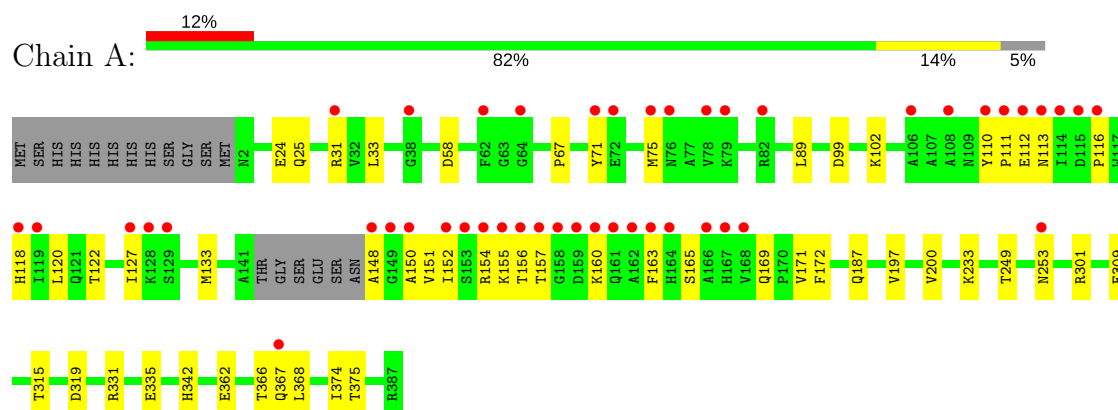 12%
Chain A:
82% 14% 5%
MET SER HIS HIS HIS HIS HIS HIS SER GLY SER MET N2 E24 Q25 R31 V32 L33 G38 D58 F62 G63 G64 P67 Y71 E72 M75 N76 A77 V78 K79 R82 L89 D99 K102 A106 A107 A108 N109 Y110 P111 E112 N113 I114 D115 P116 W117
H118 I119 L120 Q121 T122 I127 K128 S129 M133 A141 THR GLY SER GLU SER ASN A148 G149 A150 V151 I152 S153 R154 K155 T156 T157 G158 D159 K160 Q161 A162 F163 H164 S165 A166 H167 V168 Q169 P170 V171 F172 Q187 V197 V200 K233 T249 N253 R301 E309
T315 D319 R331 E335 H342 E362 T366 Q367 L368 I374 T375 R387